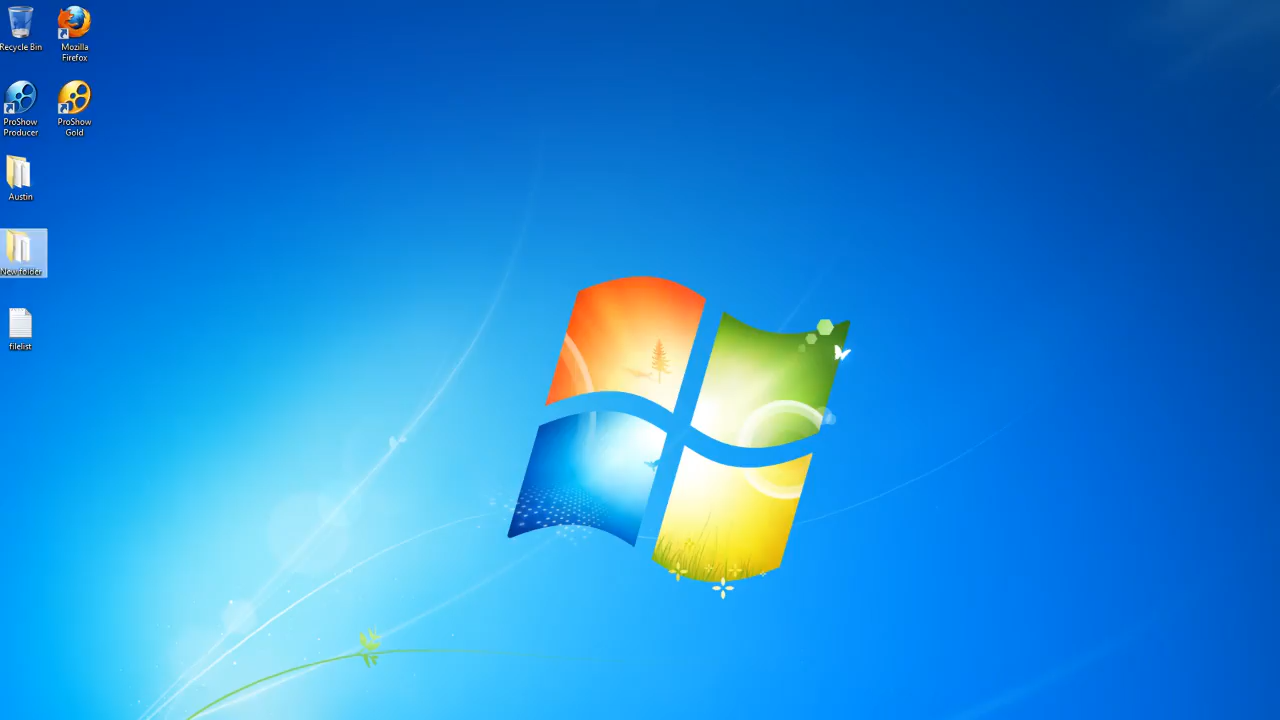 Recycle Bin
Mozilla
Firefox
ProShow
Producer
ProShow
Gold
Austin
New folder
filelist